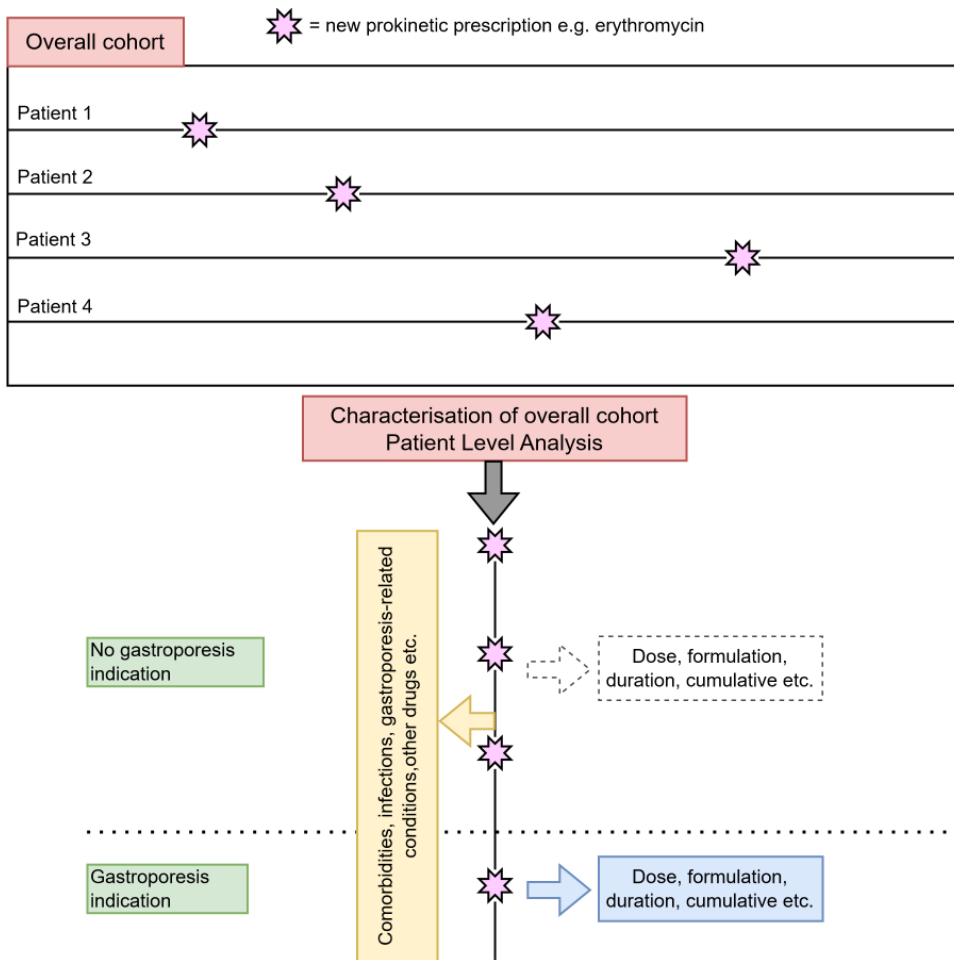 = new prokinetic prescription e.g. erythromycin
Overall cohort
Patient 1
Patient 2
Patient 3
Patient 4
Characterisation of overall cohort
Patient Level Analysis
Comorbidities, infections, gastroporesis-related
conditions,other drugs etc.
No gastroporesis
indication
Dose, formulation,
duration, cumulative etc.
Gastroporesis
indication
Dose, formulation,
duration, cumulative etc.